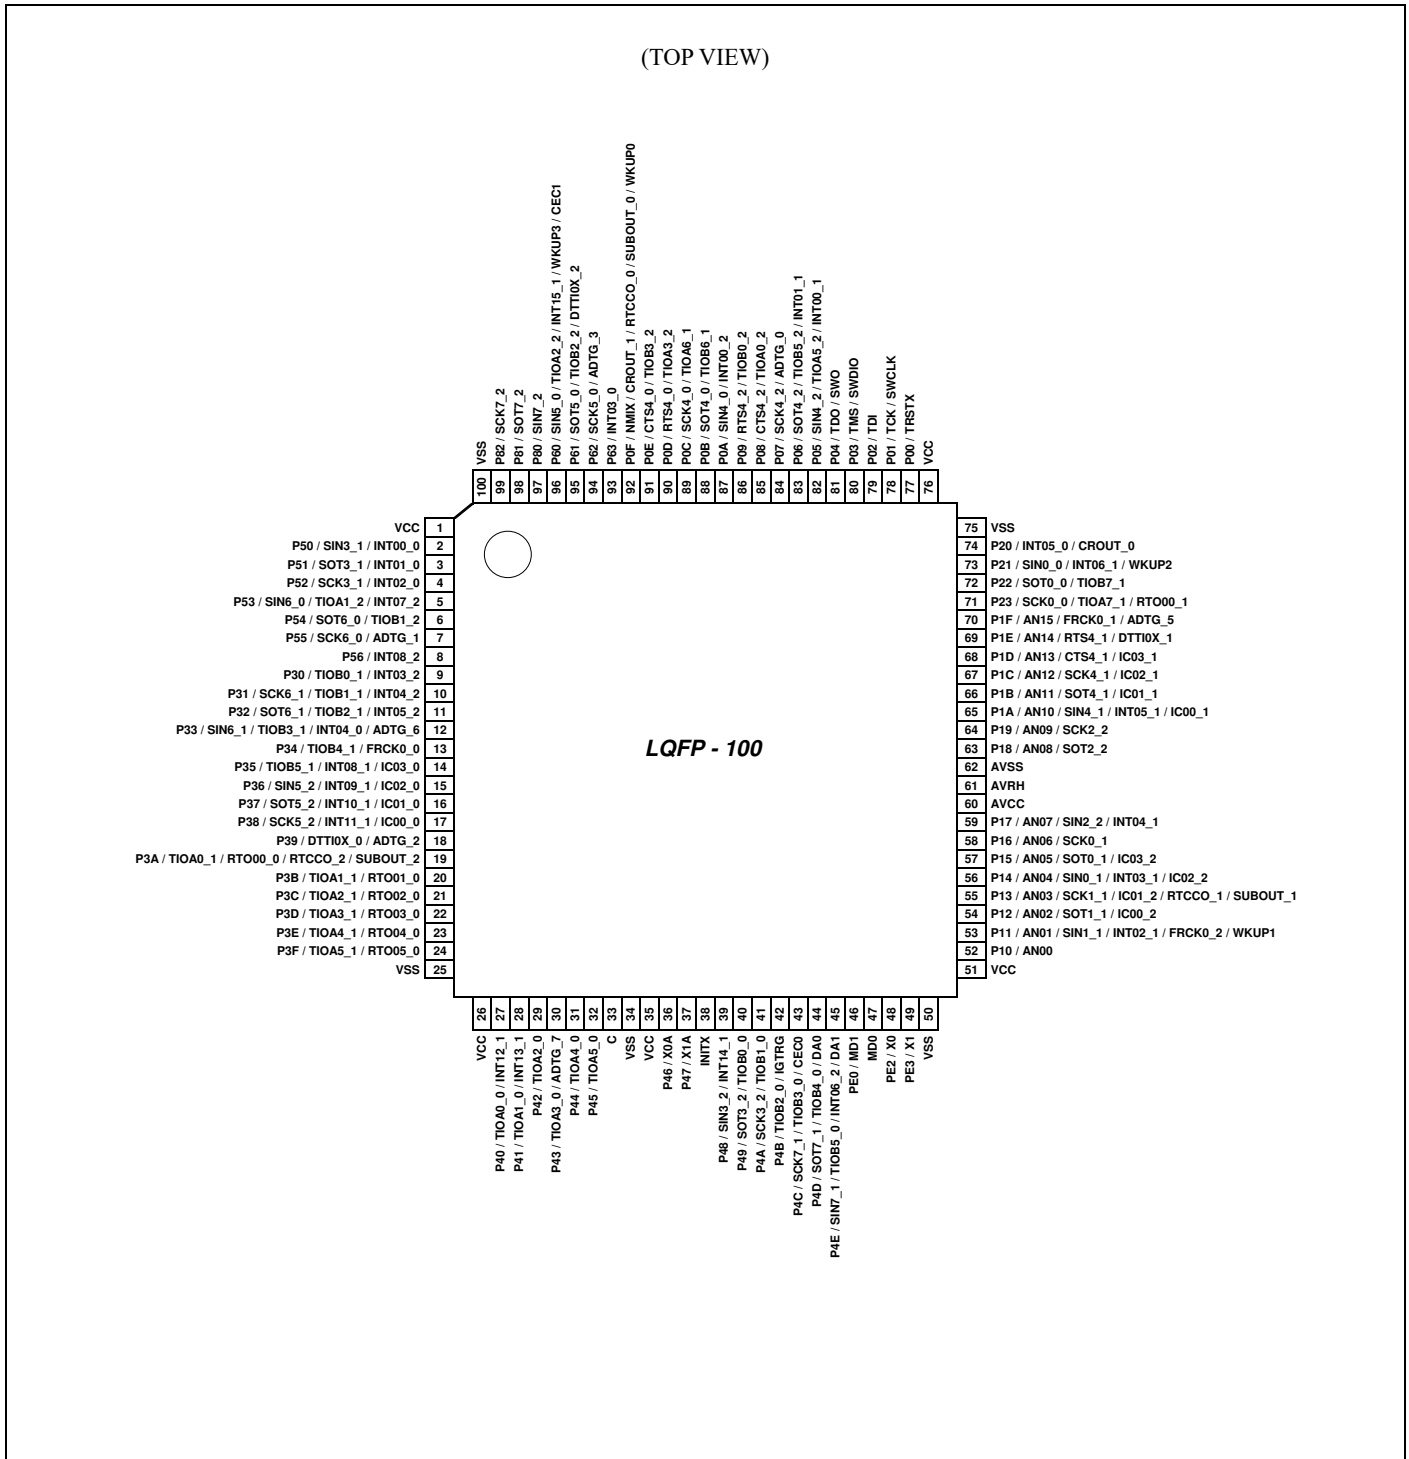 (TOP VIEW)
VSS
P82 / SCK7_2
P81 / SOT7_2
P80 / SIN7_2
P60 / SIN5_0 / TIOA2_2 / INT15_1 / WKUP3 / CEC1
P61 / SOT5_0 / TIOB2_2 / DTTI0X_2
P62 / SCK5_0 / ADTG_3
P63 / INT03_0
P0F / NMIX / CROUT_1 / RTCCO_0 / SUBOUT_0 / WKUP0
P0E / CTS4_0 / TIOB3_2
P0D / RTS4_0 / TIOA3_2
P0C / SCK4_0 / TIOA6_1
P0B / SOT4_0 / TIOB6_1
P0A / SIN4_0 / INT00_2
P09 / RTS4_2 / TIOB0_2
P08 / CTS4_2 / TIOA0_2
P07 / SCK4_2 / ADTG_0
P06 / SOT4_2 / TIOB5_2 / INT01_1
P05 / SIN4_2 / TIOA5_2 / INT00_1
P04 / TDO / SWO
P03 / TMS / SWDIO
P02 / TDI
P01 / TCK / SWCLK
P00 / TRSTX
VCC
100 99 98 97 96 95 94 93 92 91 90 89 88 87 86 85 84 83 82 81 80 79 78 77 76
VCC 1
P50 / SIN3_1 / INT00_0 2
P51 / SOT3_1 / INT01_0 3
P52 / SCK3_1 / INT02_0 4
P53 / SIN6_0 / TIOA1_2 / INT07_2 5
P54 / SOT6_0 / TIOB1_2 6
P55 / SCK6_0 / ADTG_1 7
P56 / INT08_2 8
P30 / TIOB0_1 / INT03_2 9
P31 / SCK6_1 / TIOB1_1 / INT04_2 10
P32 / SOT6_1 / TIOB2_1 / INT05_2 11
P33 / SIN6_1 / TIOB3_1 / INT04_0 / ADTG_6 12
P34 / TIOB4_1 / FRCK0_0 13
P35 / TIOB5_1 / INT08_1 / IC03_0 14
P36 / SIN5_2 / INT09_1 / IC02_0 15
P37 / SOT5_2 / INT10_1 / IC01_0 16
P38 / SCK5_2 / INT11_1 / IC00_0 17
P39 / DTTI0X_0 / ADTG_2 18
P3A / TIOA0_1 / RTO00_0 / RTCCO_2 / SUBOUT_2 19
P3B / TIOA1_1 / RTO01_0 20
P3C / TIOA2_1 / RTO02_0 21
P3D / TIOA3_1 / RTO03_0 22
P3E / TIOA4_1 / RTO04_0 23
P3F / TIOA5_1 / RTO05_0 24
VSS 25
LQFP - 100
75 VSS
74 P20 / INT05_0 / CROUT_0
73 P21 / SIN0_0 / INT06_1 / WKUP2
72 P22 / SOT0_0 / TIOB7_1
71 P23 / SCK0_0 / TIOA7_1 / RTO00_1
70 P1F / AN15 / FRCK0_1 / ADTG_5
69 P1E / AN14 / RTS4_1 / DTTI0X_1
68 P1D / AN13 / CTS4_1 / IC03_1
67 P1C / AN12 / SCK4_1 / IC02_1
66 P1B / AN11 / SOT4_1 / IC01_1
65 P1A / AN10 / SIN4_1 / INT05_1 / IC00_1
64 P19 / AN09 / SCK2_2
63 P18 / AN08 / SOT2_2
62 AVSS
61 AVRH
60 AVCC
59 P17 / AN07 / SIN2_2 / INT04_1
58 P16 / AN06 / SCK0_1
57 P15 / AN05 / SOT0_1 / IC03_2
56 P14 / AN04 / SIN0_1 / INT03_1 / IC02_2
55 P13 / AN03 / SCK1_1 / IC01_2 / RTCCO_1 / SUBOUT_1
54 P12 / AN02 / SOT1_1 / IC00_2
53 P11 / AN01 / SIN1_1 / INT02_1 / FRCK0_2 / WKUP1
52 P10 / AN00
51 VCC
26 27 28 29 30 31 32 33 34 35 36 37 38 39 40 41 42 43 44 45 46 47 48 49 50
VCC
P40 / TIOA0_0 / INT12_1
P41 / TIOA1_0 / INT13_1
P42 / TIOA2_0
P43 / TIOA3_0 / ADTG_7
P44 / TIOA4_0
P45 / TIOA5_0
C
VSS
VCC
P46 / X0A
P47 / X1A
INITX
P48 / SIN3_2 / INT14_1
P49 / SOT3_2 / TIOB0_0
P4A / SCK3_2 / TIOB1_0
P4B / TIOB2_0 / IGTRG
P4C / SCK7_1 / TIOB3_0 / CEC0
P4D / SOT7_1 / TIOB4_0 / DA0
P4E / SIN7_1 / TIOB5_0 / INT06_2 / DA1
PE0 / MD1
MD0
PE2 / X0
PE3 / X1
VSS